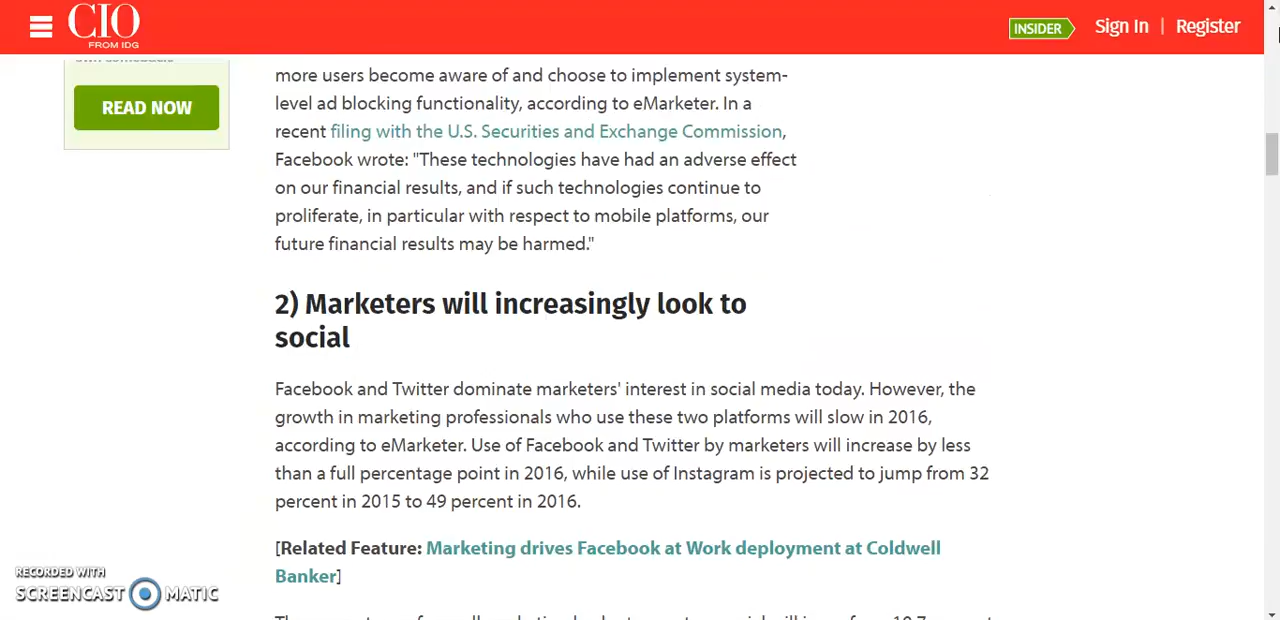 CIO
FROM IDG
INSIDER
Sign In | Register
READ NOW
more users become aware of and choose to implement system-
level ad blocking functionality, according to eMarketer. In a
recent filing with the U.S. Securities and Exchange Commission,
Facebook wrote: "These technologies have had an adverse effect
on our financial results, and if such technologies continue to
proliferate, in particular with respect to mobile platforms, our
future financial results may be harmed."
2) Marketers will increasingly look to
social
Facebook and Twitter dominate marketers' interest in social media today. However, the
growth in marketing professionals who use these two platforms will slow in 2016,
according to eMarketer. Use of Facebook and Twitter by marketers will increase by less
than a full percentage point in 2016, while use of Instagram is projected to jump from 32
percent in 2015 to 49 percent in 2016.
[Related Feature: Marketing drives Facebook at Work deployment at Coldwell
Banker]
RECORDED WITH
SCREENCAST MATIC